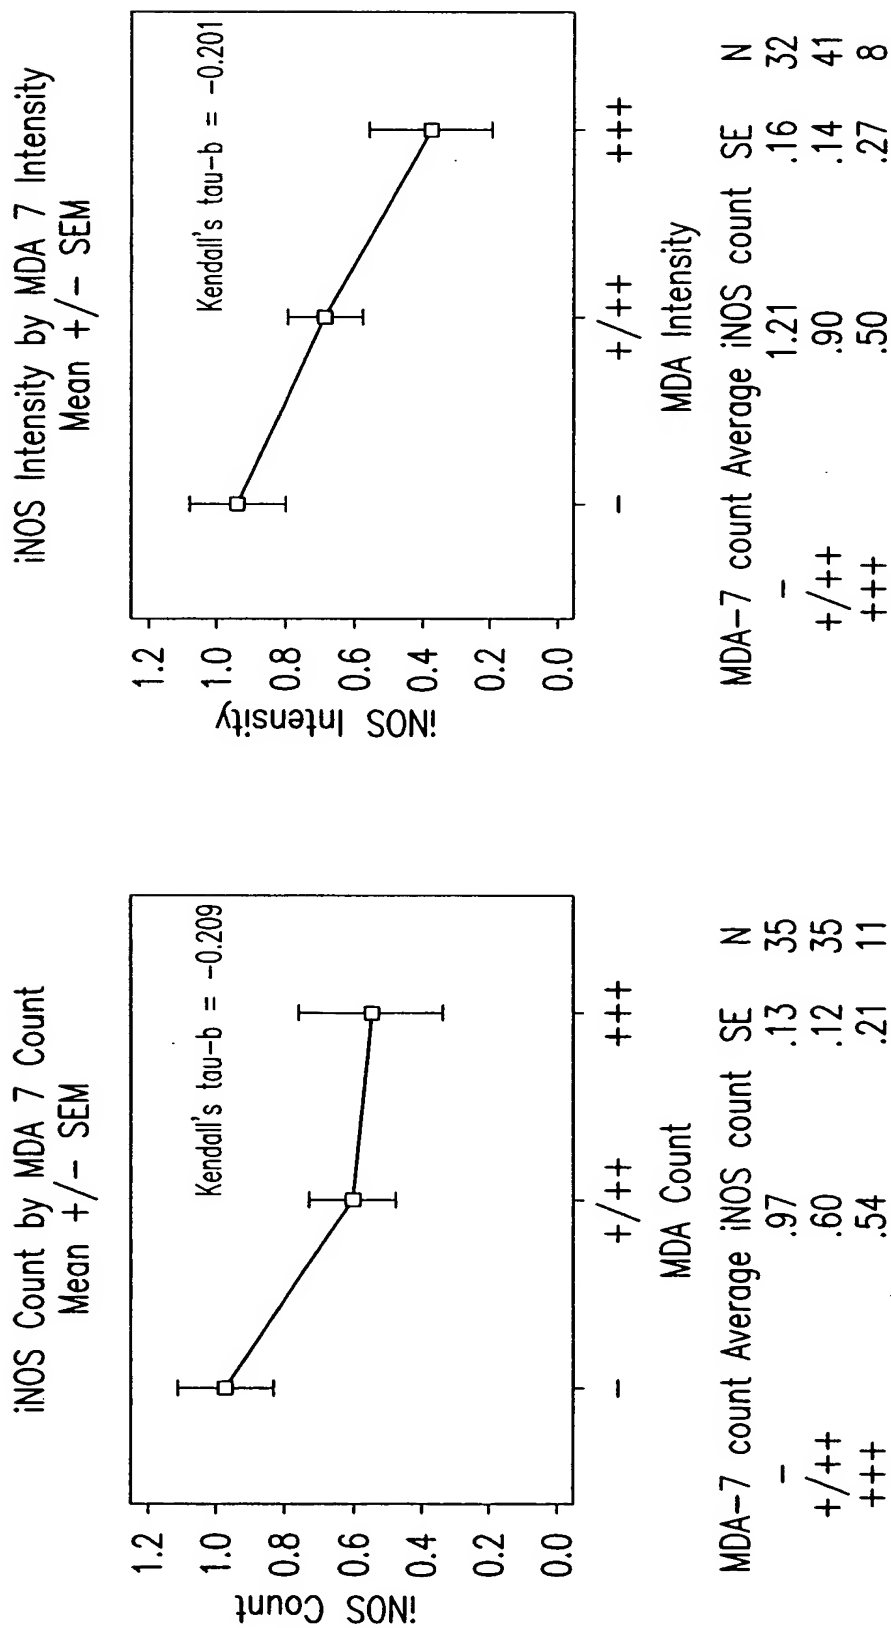 iNOS Count by MDA 7 Count
Mean +/- SEM
Kendall's tau-b = -0.209
iNOS Count
1.2
1.0
0.8
0.6
0.4
0.2
0.0
- +/++ +++
MDA Count
MDA-7 count Average iNOS count SE N
- .97 .13 35
+/++ .60 .12 35
+++ .54 .21 11
iNOS Intensity by MDA 7 Intensity
Mean +/- SEM
Kendall's tau-b = -0.201
iNOS Intensity
1.2
1.0
0.8
0.6
0.4
0.2
0.0
- +/++ +++
MDA Intensity
MDA-7 count Average iNOS count SE N
- 1.21 .16 32
+/++ .90 .14 41
+++ .50 .27 8